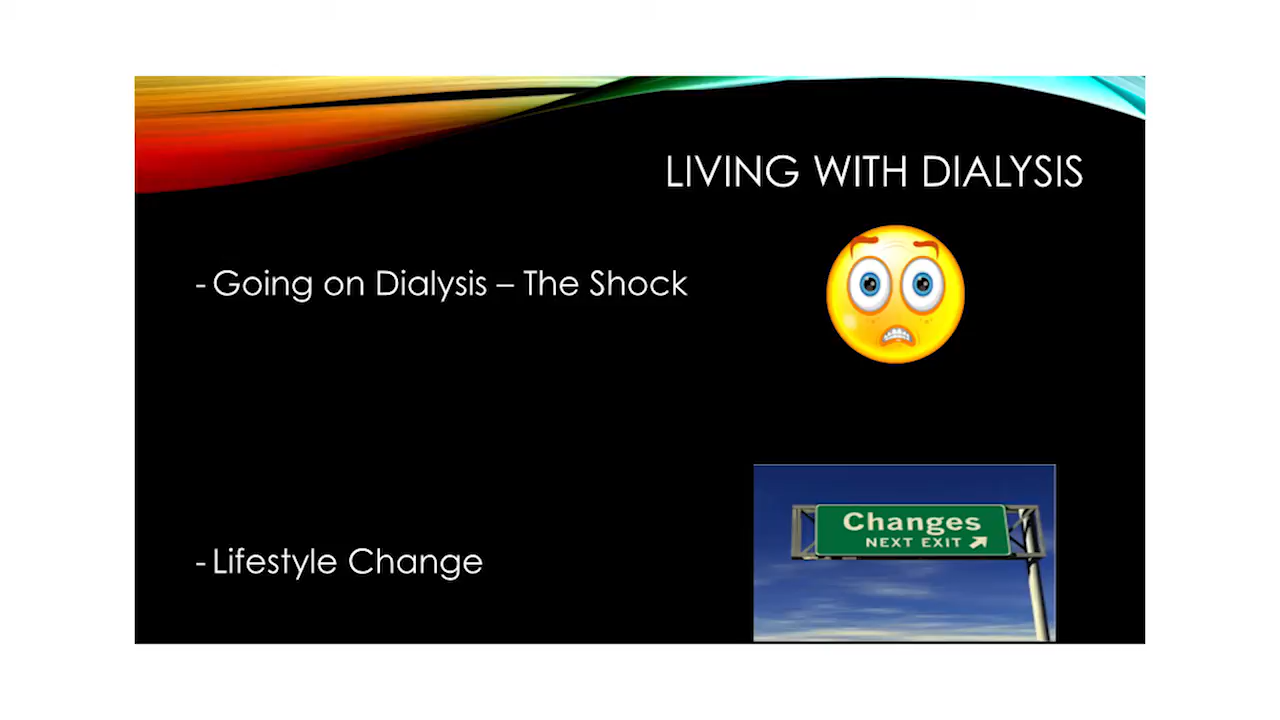 LIVING WITH DIALYSIS
- Going on Dialysis – The Shock
- Lifestyle Change
Changes
NEXT EXIT